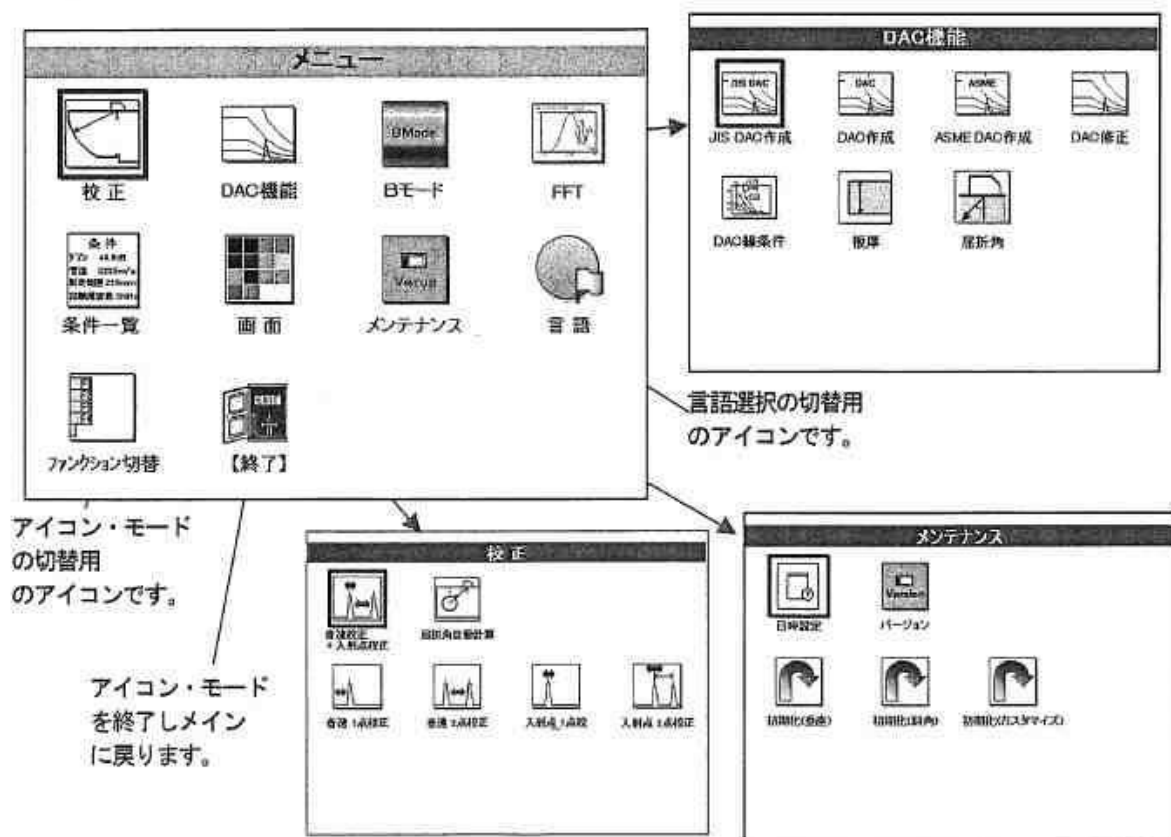 メニュー
校正
DAC機能
BMode
Bモード
FFT
条件
条件一覧
画面
Verup
メンテナンス
言語
ファンクション切替
CLOSE
【終了】
DAC機能
JIS DAC
JIS DAC作成
DAC
DAC作成
ASME
ASME DAC作成
DAC修正
DAC線条件
板厚
屈折角
言語選択の切替用
のアイコンです。
アイコン・モード
の切替用
のアイコンです。
アイコン・モード
を終了しメイン
に戻ります。
校正
音速校正
+入射点校正
屈折角自動計算
音速 1点校正
音速 2点校正
入射点 1点校
入射点 2点校正
メンテナンス
日時設定
Version
バージョン
初期化(垂直)
初期化(斜角)
初期化(カスタマイズ)